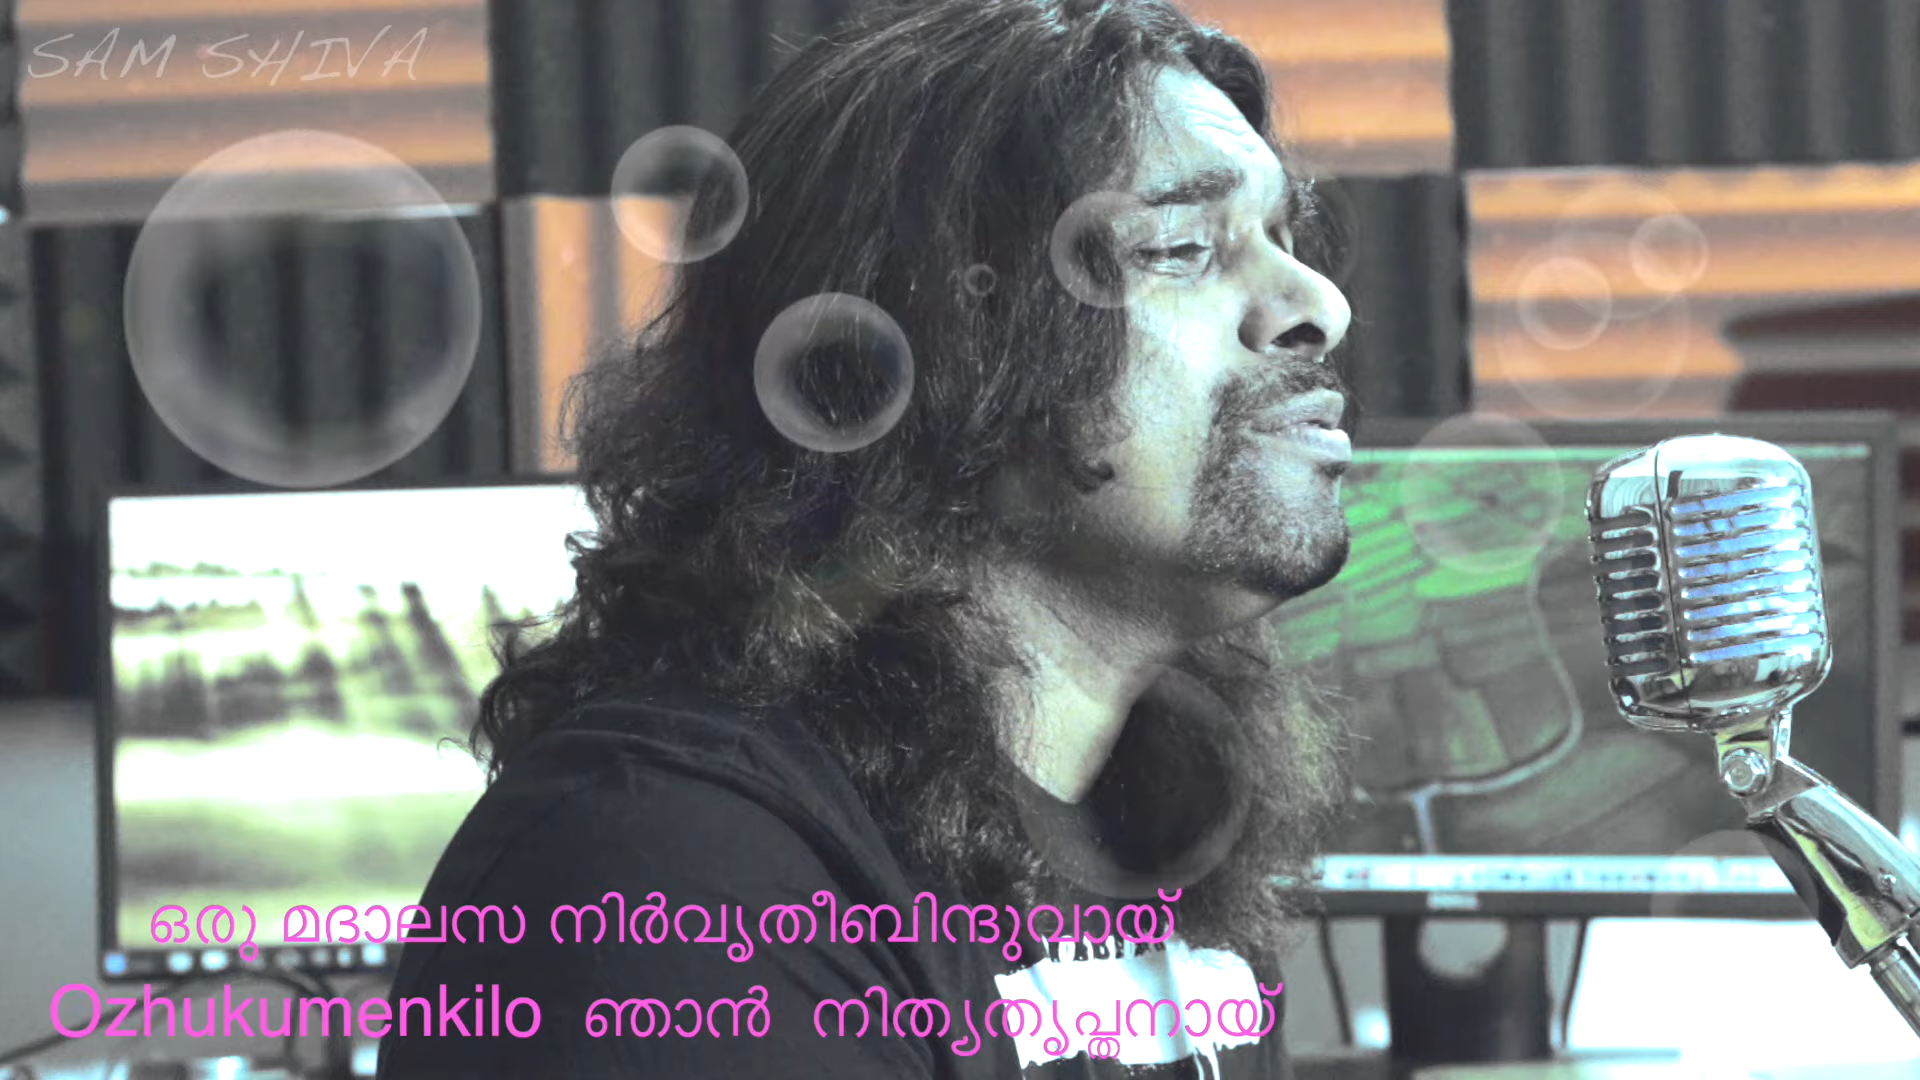 SAM SHIVA
ഒരു മദാലസ നിർവൃതീബിന്ദുവായ്
Ozhukumenkilo ഞാൻ നിത്യതൃപ്തനായ്